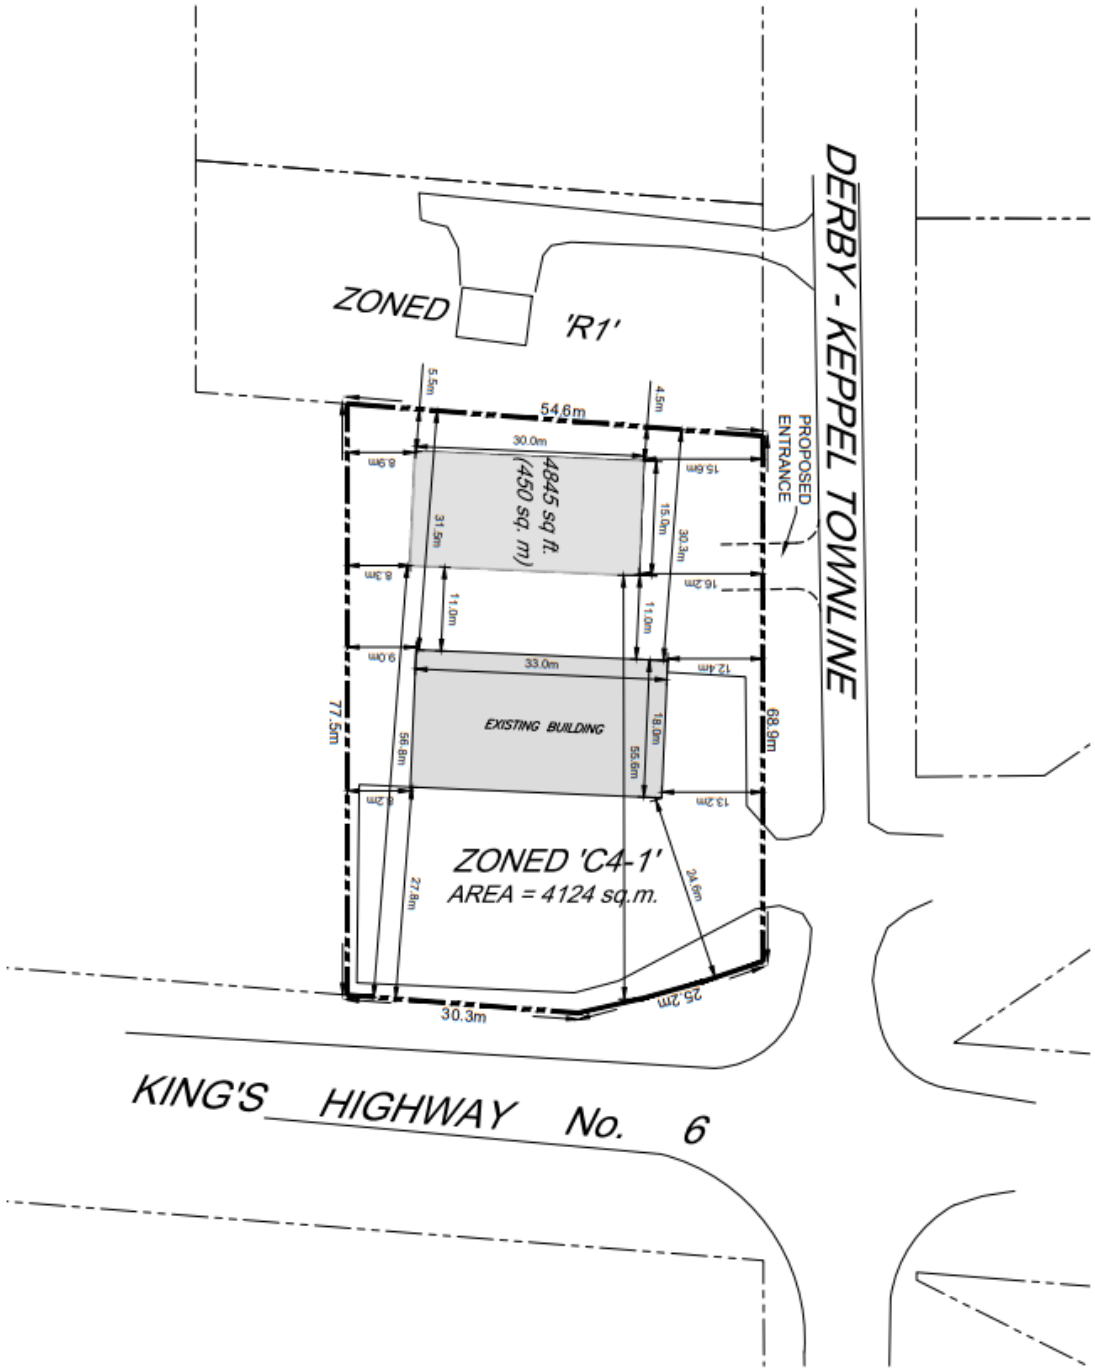 DERBY - KEPPEL TOWNLINE
ZONED 'R1'
5.5m
4.5m
54.6m
PROPOSED
ENTRANCE
30.0m
8.9m
15.6m
4845 sq ft.
(450 sq. m)
31.5m
15.0m
30.3m
8.3m
16.2m
11.0m
11.0m
9.0m
33.0m
12.4m
77.5m
68.9m
EXISTING BUILDING
18.0m
56.8m
55.6m
8.2m
13.2m
ZONED 'C4-1'
AREA = 4124 sq.m.
27.8m
24.6m
25.2m
30.3m
KING'S HIGHWAY No. 6